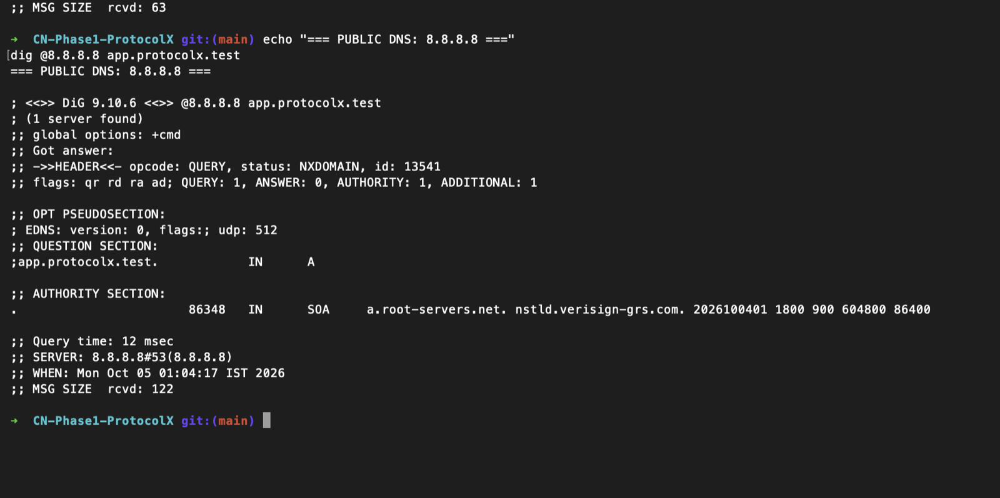 ;; MSG SIZE  rcvd: 63
→  CN-Phase1-ProtocolX git:(main) echo "=== PUBLIC DNS: 8.8.8.8 ==="
[dig @8.8.8.8 app.protocolx.test
=== PUBLIC DNS: 8.8.8.8 ===
; <<>> DiG 9.10.6 <<>> @8.8.8.8 app.protocolx.test
; (1 server found)
;; global options: +cmd
;; Got answer:
;; ->>HEADER<<- opcode: QUERY, status: NXDOMAIN, id: 13541
;; flags: qr rd ra ad; QUERY: 1, ANSWER: 0, AUTHORITY: 1, ADDITIONAL: 1
;; OPT PSEUDOSECTION:
; EDNS: version: 0, flags:; udp: 512
;; QUESTION SECTION:
;app.protocolx.test.            IN      A
;; AUTHORITY SECTION:
.                       86348   IN      SOA     a.root-servers.net. nstld.verisign-grs.com. 2026100401 1800 900 604800 86400
;; Query time: 12 msec
;; SERVER: 8.8.8.8#53(8.8.8.8)
;; WHEN: Mon Oct 05 01:04:17 IST 2026
;; MSG SIZE  rcvd: 122
→  CN-Phase1-ProtocolX git:(main)